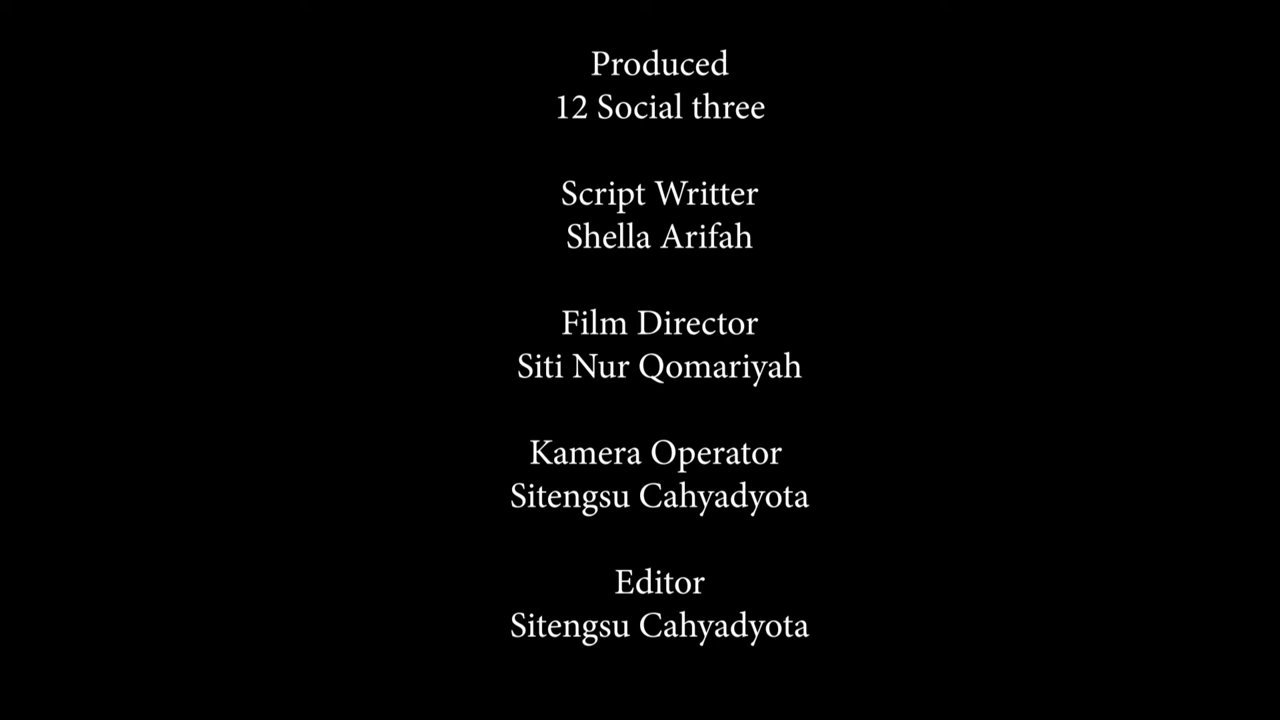 Produced
12 Social three
Script Writter
Shella Arifah
Film Director
Siti Nur Qomariyah
Kamera Operator
Sitengsu Cahyadyota
Editor
Sitengsu Cahyadyota